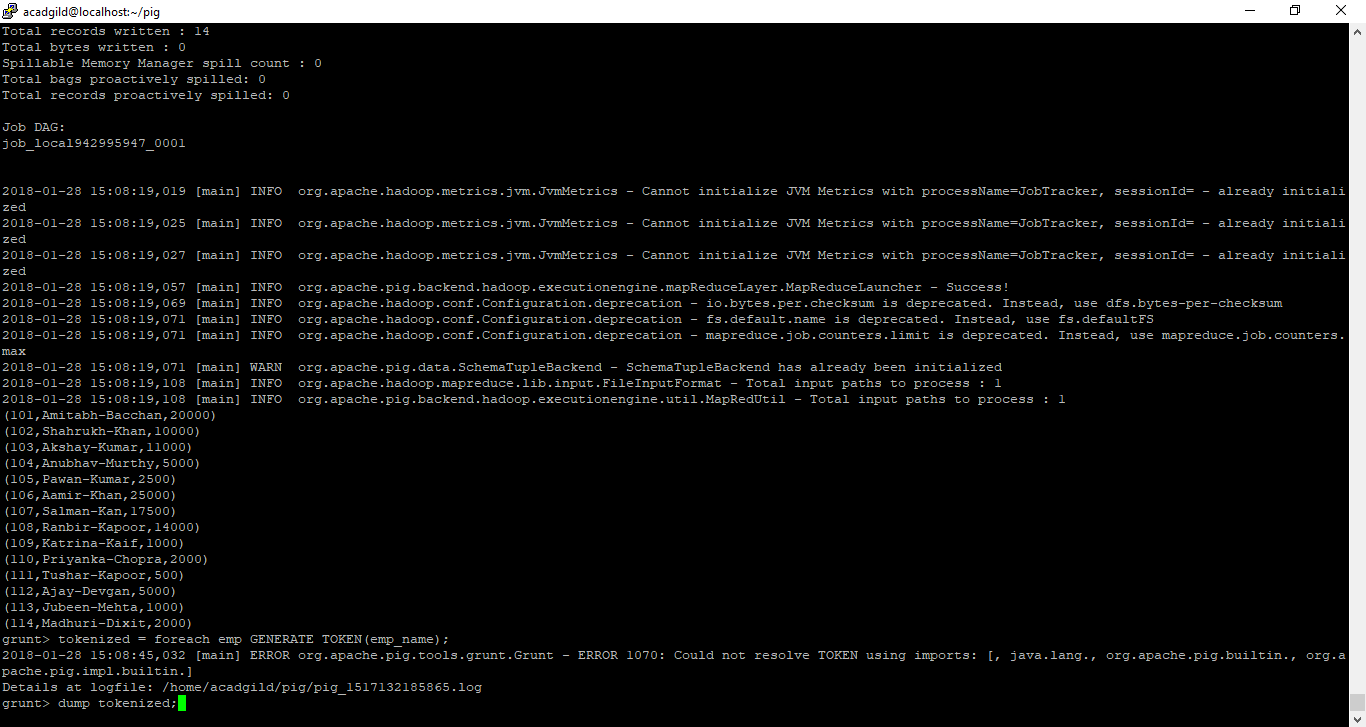 acadgild@localhost:~/pig
Total records written : 14
Total bytes written : 0
Spillable Memory Manager spill count : 0
Total bags proactively spilled: 0
Total records proactively spilled: 0
Job DAG:
job_local942995947_0001
2018-01-28 15:08:19,019 [main] INFO  org.apache.hadoop.metrics.jvm.JvmMetrics - Cannot initialize JVM Metrics with processName=JobTracker, sessionId= - already initiali
zed
2018-01-28 15:08:19,025 [main] INFO  org.apache.hadoop.metrics.jvm.JvmMetrics - Cannot initialize JVM Metrics with processName=JobTracker, sessionId= - already initiali
zed
2018-01-28 15:08:19,027 [main] INFO  org.apache.hadoop.metrics.jvm.JvmMetrics - Cannot initialize JVM Metrics with processName=JobTracker, sessionId= - already initiali
zed
2018-01-28 15:08:19,057 [main] INFO  org.apache.pig.backend.hadoop.executionengine.mapReduceLayer.MapReduceLauncher - Success!
2018-01-28 15:08:19,069 [main] INFO  org.apache.hadoop.conf.Configuration.deprecation - io.bytes.per.checksum is deprecated. Instead, use dfs.bytes-per-checksum
2018-01-28 15:08:19,071 [main] INFO  org.apache.hadoop.conf.Configuration.deprecation - fs.default.name is deprecated. Instead, use fs.defaultFS
2018-01-28 15:08:19,071 [main] INFO  org.apache.hadoop.conf.Configuration.deprecation - mapreduce.job.counters.limit is deprecated. Instead, use mapreduce.job.counters.
max
2018-01-28 15:08:19,071 [main] WARN  org.apache.pig.data.SchemaTupleBackend - SchemaTupleBackend has already been initialized
2018-01-28 15:08:19,108 [main] INFO  org.apache.hadoop.mapreduce.lib.input.FileInputFormat - Total input paths to process : 1
2018-01-28 15:08:19,108 [main] INFO  org.apache.pig.backend.hadoop.executionengine.util.MapRedUtil - Total input paths to process : 1
(101,Amitabh-Bacchan,20000)
(102,Shahrukh-Khan,10000)
(103,Akshay-Kumar,11000)
(104,Anubhav-Murthy,5000)
(105,Pawan-Kumar,2500)
(106,Aamir-Khan,25000)
(107,Salman-Kan,17500)
(108,Ranbir-Kapoor,14000)
(109,Katrina-Kaif,1000)
(110,Priyanka-Chopra,2000)
(111,Tushar-Kapoor,500)
(112,Ajay-Devgan,5000)
(113,Jubeen-Mehta,1000)
(114,Madhuri-Dixit,2000)
grunt> tokenized = foreach emp GENERATE TOKEN(emp_name);
2018-01-28 15:08:45,032 [main] ERROR org.apache.pig.tools.grunt.Grunt - ERROR 1070: Could not resolve TOKEN using imports: [, java.lang., org.apache.pig.builtin., org.a
pache.pig.impl.builtin.]
Details at logfile: /home/acadgild/pig/pig_1517132185865.log
grunt> dump tokenized;